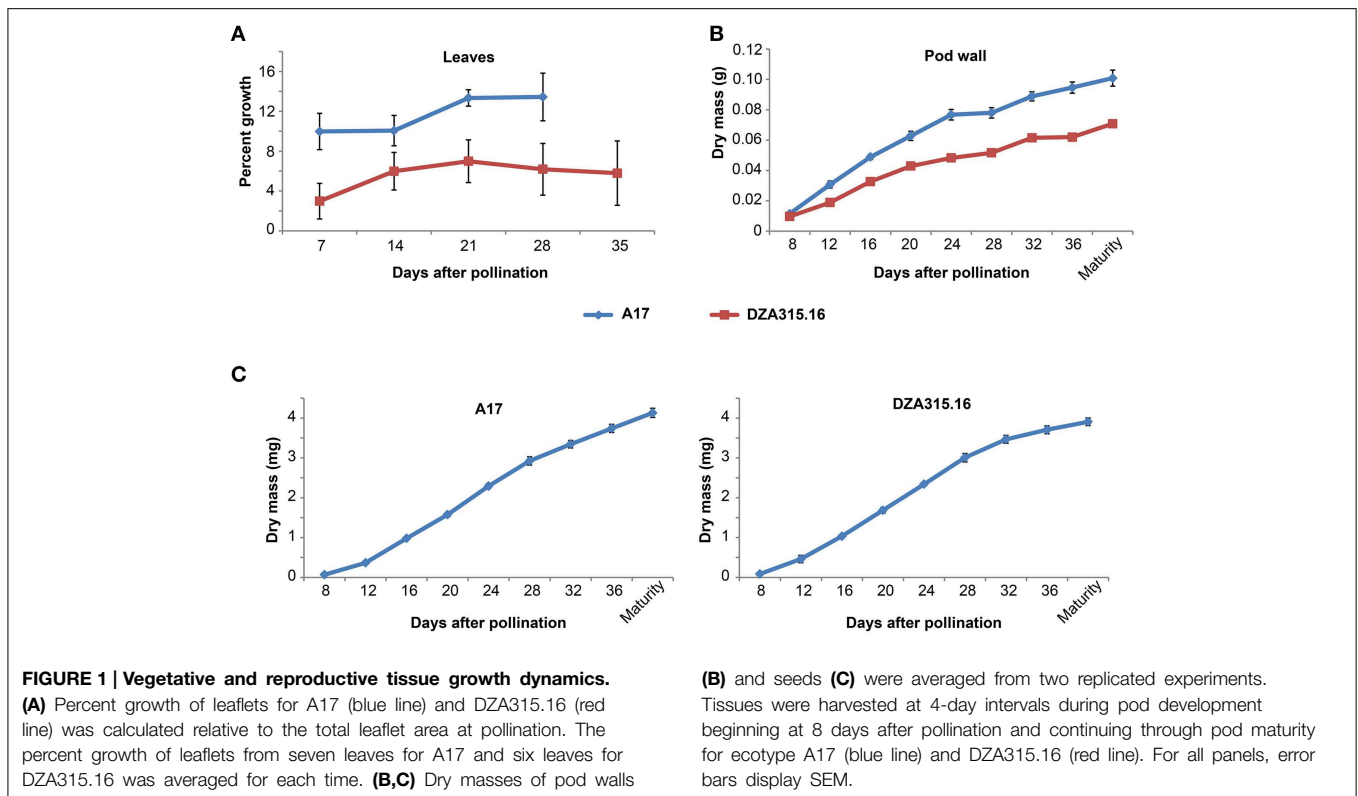 A
Leaves
16
12
8
4
0
Percent growth
7 14 21 28 35
Days after pollination
B
Pod wall
0.12
0.10
0.08
0.06
0.04
0.02
0
Dry mass (g)
8 12 16 20 24 28 32 36 Maturity
Days after pollination
A17 DZA315.16
C
A17
4
3
2
1
0
Dry mass (mg)
8 12 16 20 24 28 32 36 Maturity
Days after pollination
DZA315.16
4
3
2
1
0
Dry mass (mg)
8 12 16 20 24 28 32 36 Maturity
Days after pollination
FIGURE 1 | Vegetative and reproductive tissue growth dynamics.
(A) Percent growth of leaflets for A17 (blue line) and DZA315.16 (red
line) was calculated relative to the total leaflet area at pollination. The
percent growth of leaflets from seven leaves for A17 and six leaves for
DZA315.16 was averaged for each time. (B,C) Dry masses of pod walls
(B) and seeds (C) were averaged from two replicated experiments.
Tissues were harvested at 4-day intervals during pod development
beginning at 8 days after pollination and continuing through pod maturity
for ecotype A17 (blue line) and DZA315.16 (red line). For all panels, error
bars display SEM.